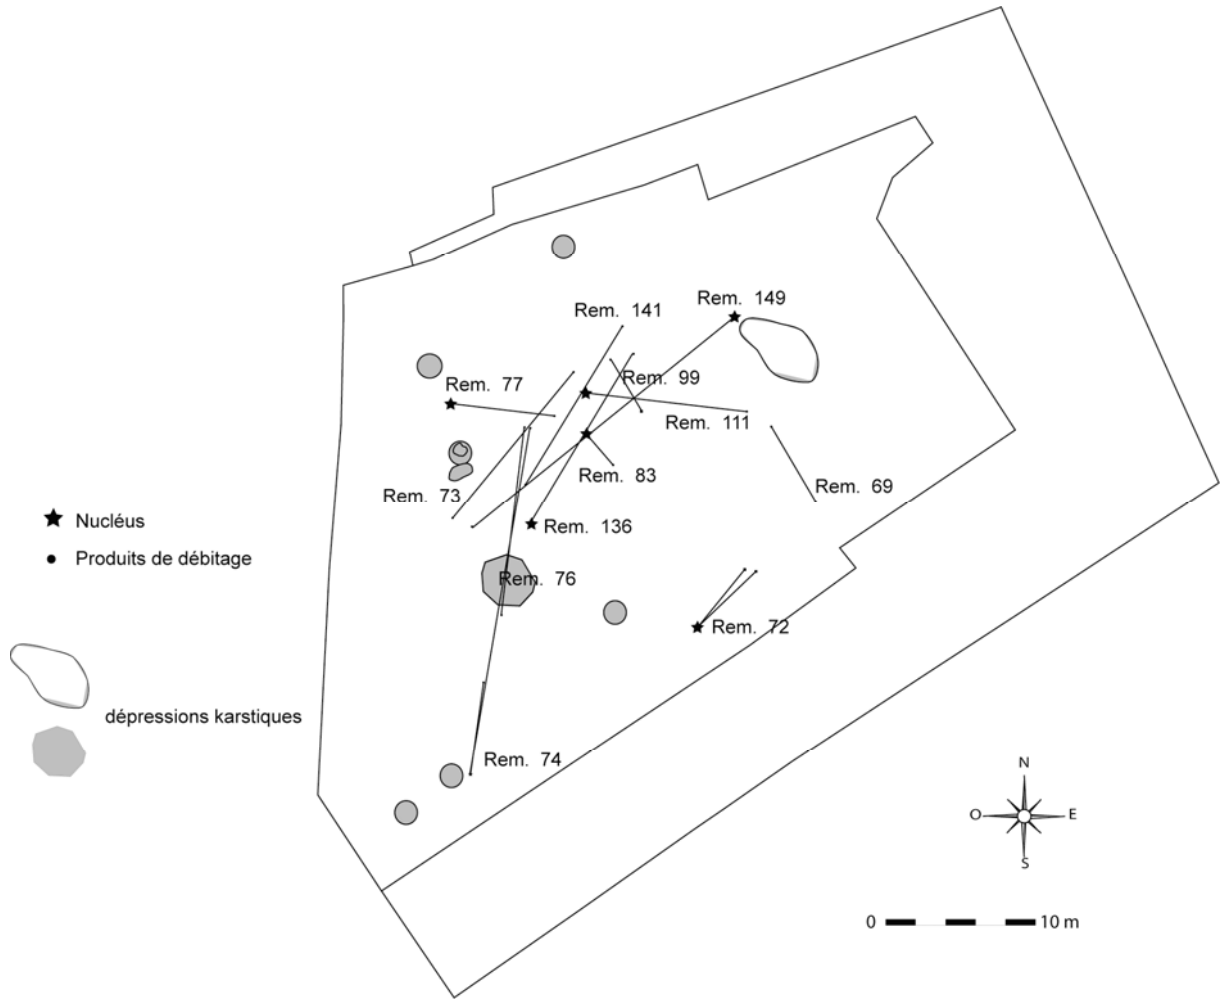 Rem. 149
Rem. 141
Rem. 99
Rem. 77
Rem. 111
Rem. 83
Rem. 69
Rem. 73
Nucléus
Rem. 136
Produits de débitage
Rem. 76
Rem. 72
dépressions karstiques
Rem. 74
N
O
E
S
0
10 m